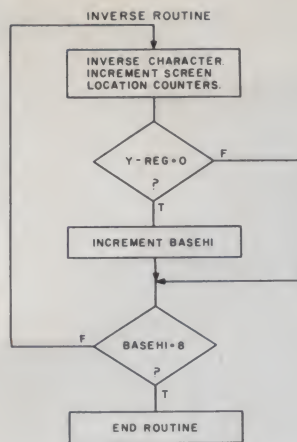 INVERSE ROUTINE
INVERSE CHARACTER.
INCREMENT SCREEN
LOCATION COUNTERS.
Y-REG=0
F
?
T
INCREMENT BASEHI
F
BASEHI=8
?
T
END ROUTINE